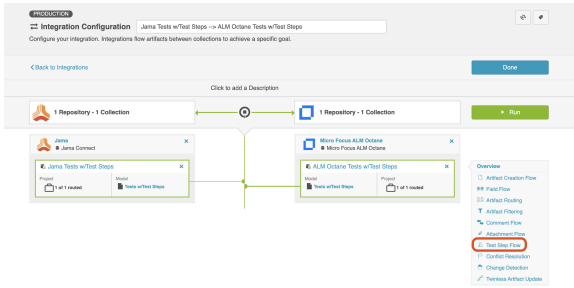 PRODUCTION
Integration Configuration
Jama Tests w/Test Steps --> ALM Octane Tests w/Test Steps
Configure your integration. Integrations flow artifacts between collections to achieve a specific goal.
Back to Integrations
Done
Click to add a Description
1 Repository - 1 Collection
1 Repository - 1 Collection
Run
Jama
Jama Connect
Micro Focus ALM Octane
Micro Focus ALM Octane
Jama Tests w/Test Steps
Project
1 of 1 routed
Model
Tests w/Test Steps
ALM Octane Tests w/Test Steps
Model
Tests w/Test Steps
Project
1 of 1 routed
Overview
Artifact Creation Flow
Field Flow
Artifact Routing
Artifact Filtering
Comment Flow
Attachment Flow
Test Step Flow
Conflict Resolution
Change Detection
Twinless Artifact Update